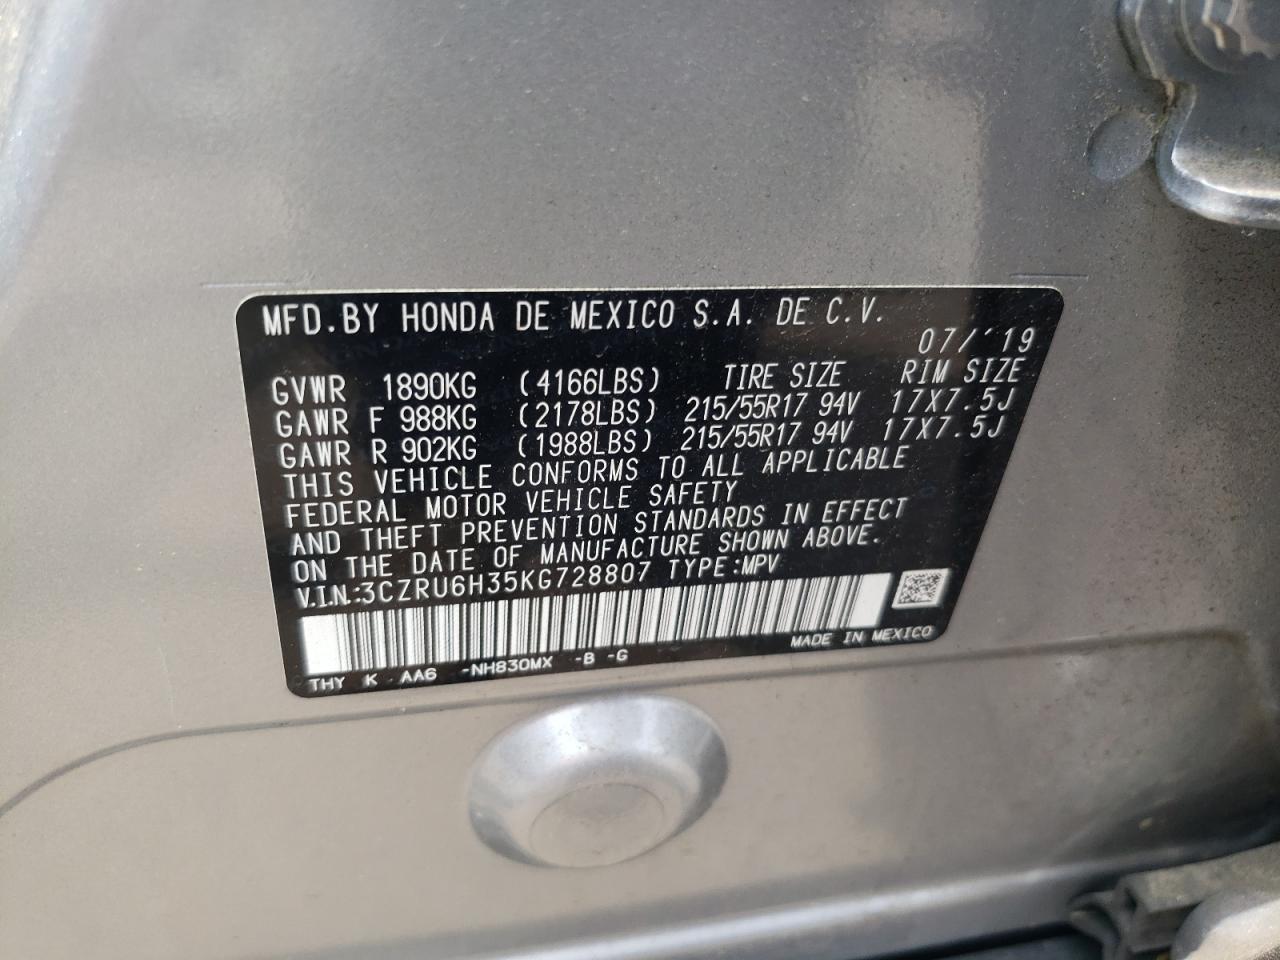 MFD.BY HONDA DE MEXICO S.A. DE C.V.
07/'19
GVWR 1890KG (4166LBS) TIRE SIZE RIM SIZE
GAWR F 988KG (2178LBS) 215/55R17 94V 17X7.5J
GAWR R 902KG (1988LBS) 215/55R17 94V 17X7.5J
THIS VEHICLE CONFORMS TO ALL APPLICABLE
FEDERAL MOTOR VEHICLE SAFETY
AND THEFT PREVENTION STANDARDS IN EFFECT
ON THE DATE OF MANUFACTURE SHOWN ABOVE.
V.I.N.:3CZRU6H35KG728807 TYPE:MPV
THY K AA6 -NH830MX -B -G MADE IN MEXICO